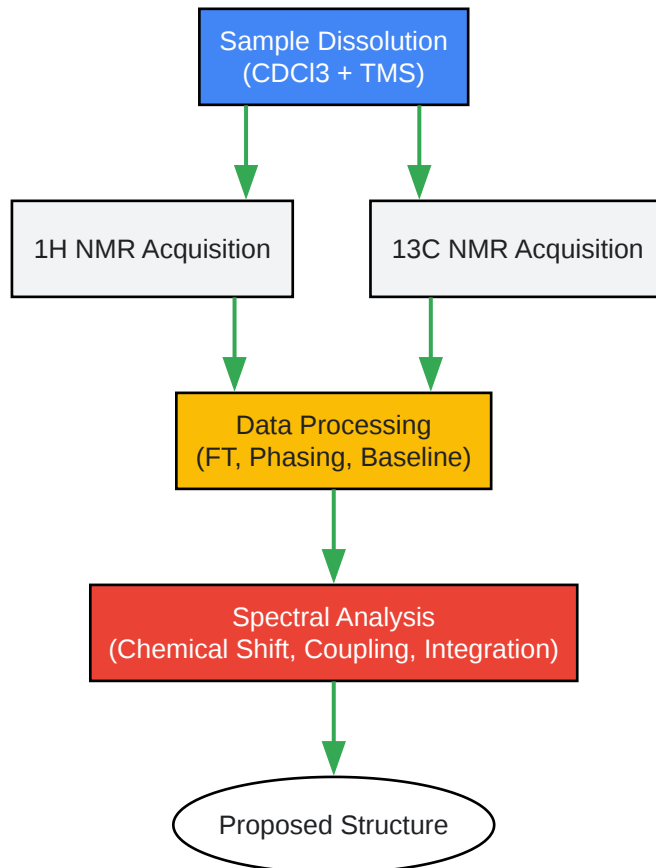 Sample Dissolution
(CDCl3 + TMS)
1H NMR Acquisition
13C NMR Acquisition
Data Processing
(FT, Phasing, Baseline)
Spectral Analysis
(Chemical Shift, Coupling, Integration)
Proposed Structure